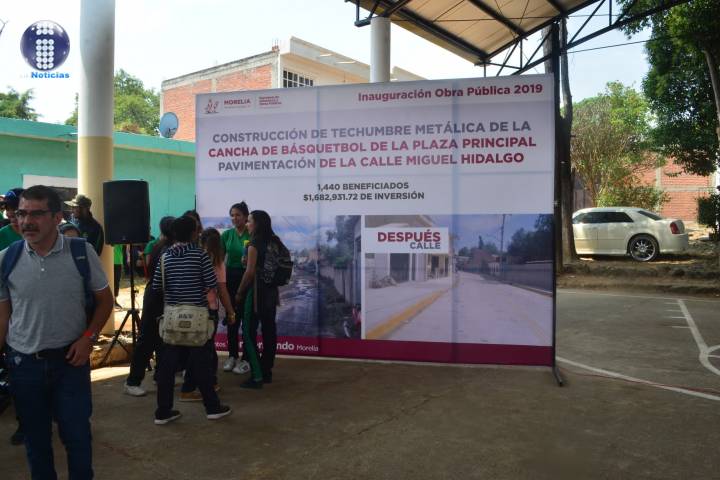 Noticias
MORELIA
Inauguración Obra Pública 2019
CONSTRUCCIÓN DE TECHUMBRE METÁLICA DE LA
CANCHA DE BÁSQUETBOL DE LA PLAZA PRINCIPAL
PAVIMENTACIÓN DE LA CALLE MIGUEL HIDALGO
1,440 BENEFICIADOS
$1,682,931.72 DE INVERSIÓN
DESPUÉS
CALLE
Morelia